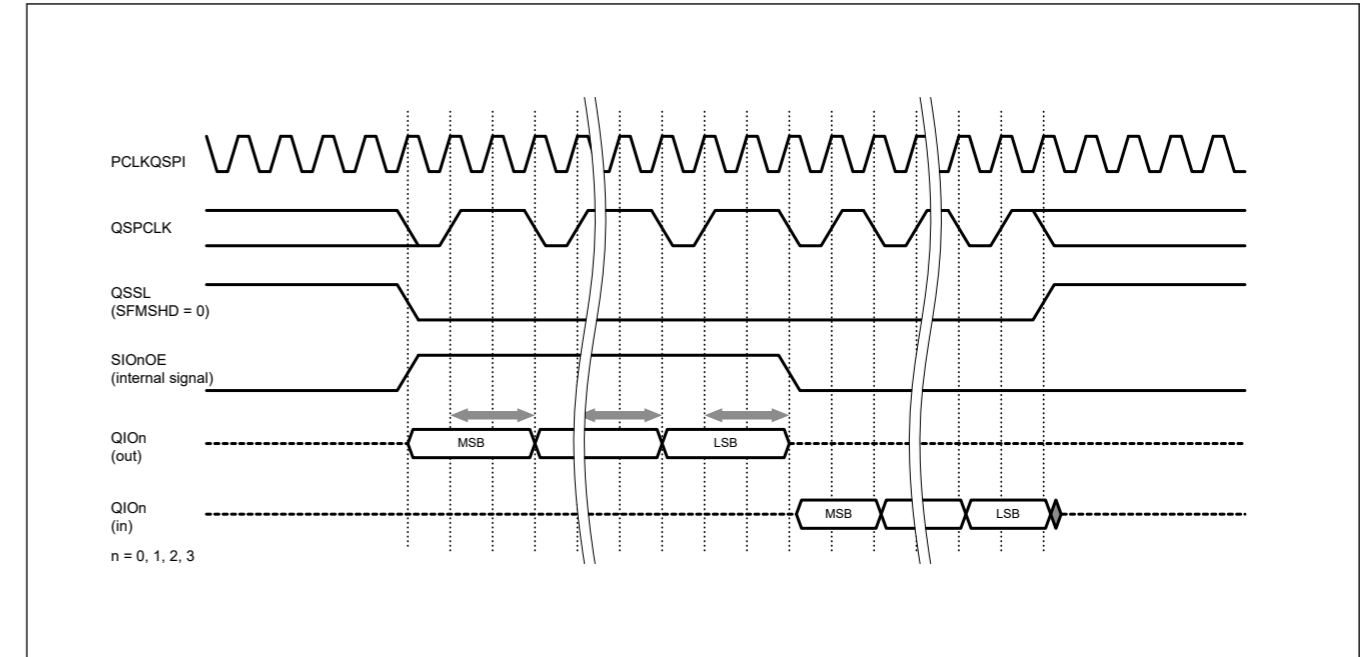 PCLKQSPI
QSPCLK
QSSL
(SFMSHD = 0)
SIOnOE
(internal signal)
QIOn
(out)
MSB LSB
QIOn
(in)
MSB LSB
n = 0, 1, 2, 3